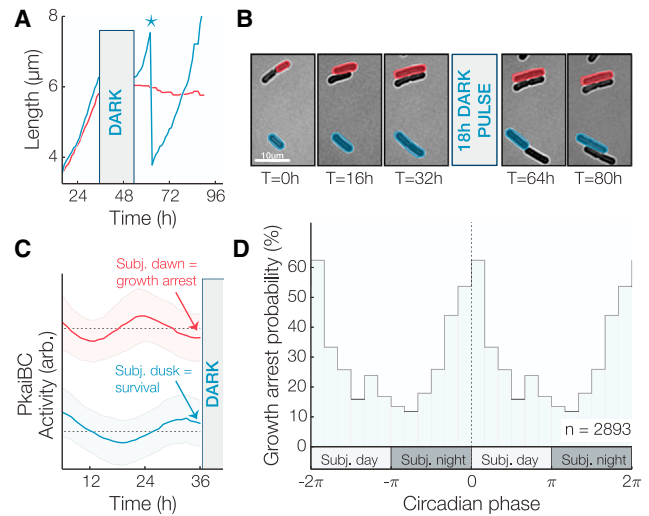 A
8
6
4
Length (μm)
DARK
24
48
72
96
Time (h)
B
10um
18h DARK
PULSE
T=0h
T=16h
T=32h
T=64h
T=80h
C
Subj. dawn =
growth arrest
Subj. dusk =
survival
DARK
PkaiBC
Activity (arb.)
12
24
36
Time (h)
D
Growth arrest probability (%)
60
50
40
30
20
10
0
n = 2893
Subj. day
Subj. night
Subj. day
Subj. night
-2π
-π
0
π
2π
Circadian phase